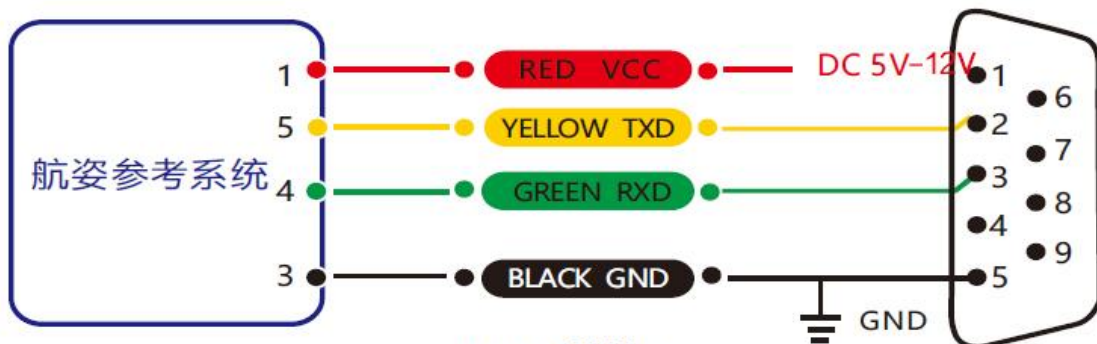 1 RED VCC DC 5V-12V 1
6
5 YELLOW TXD 2
7
航姿参考系统 4 GREEN RXD 3
8
4
9
3 BLACK GND 5
GND